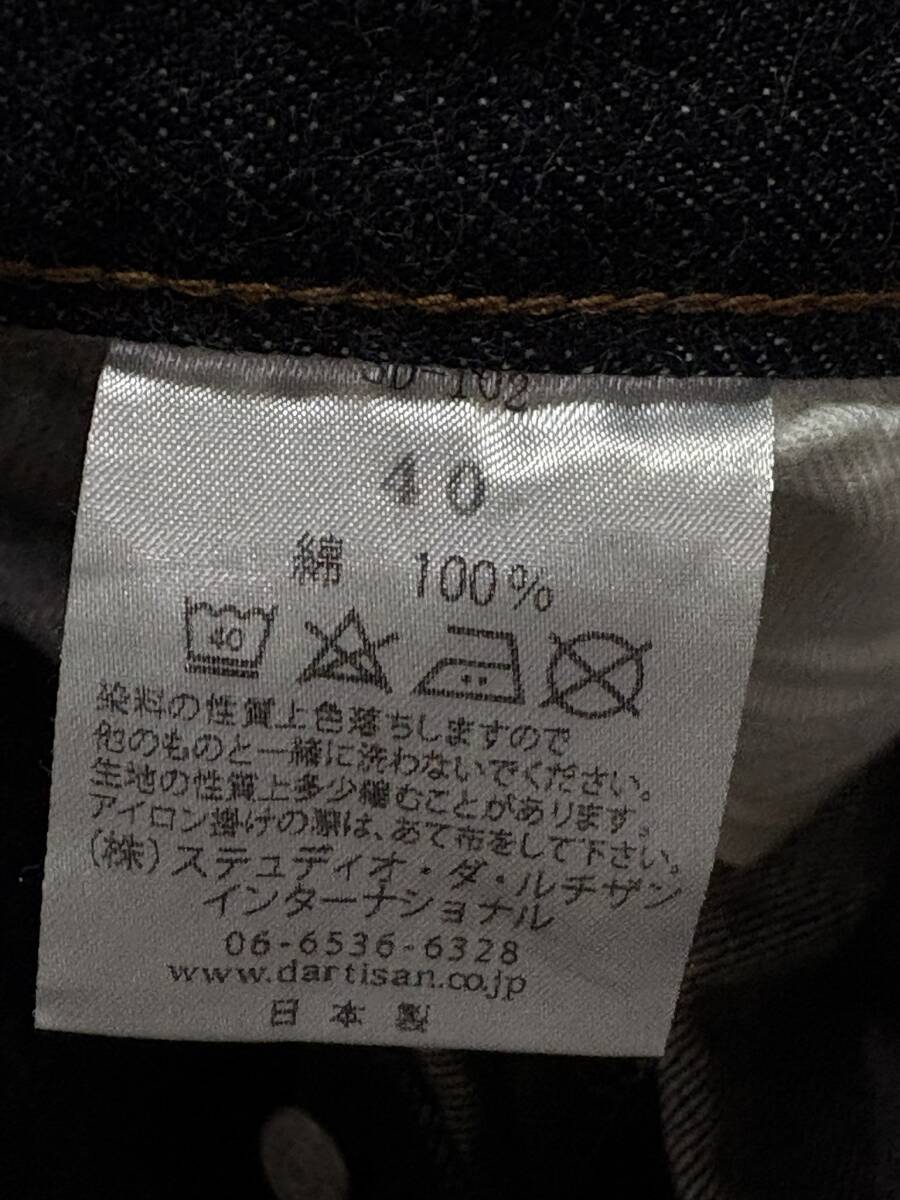 SD-102
40
綿 100%
40
染料の性質上色落ちしますので
他のものと一緒に洗わないでください。
生地の性質上多少縮むことがあります。
アイロン掛けの際は、あて布をして下さい。
(株)ステュディオ・ダ・ルチザン
インターナショナル
06-6536-6328
www.dartisan.co.jp
日本製